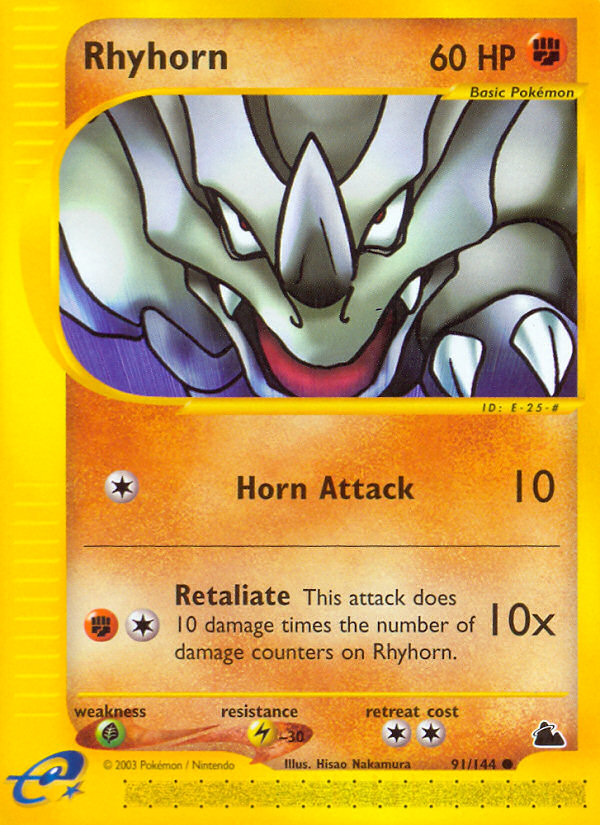 Rhyhorn 60 HP
Basic Pokémon
ID: E-25-#
Horn Attack 10
Retaliate This attack does
10 damage times the number of
damage counters on Rhyhorn.
10x
weakness resistance retreat cost
-30
©2003 Pokémon / Nintendo Illus. Hisao Nakamura 91/144
e